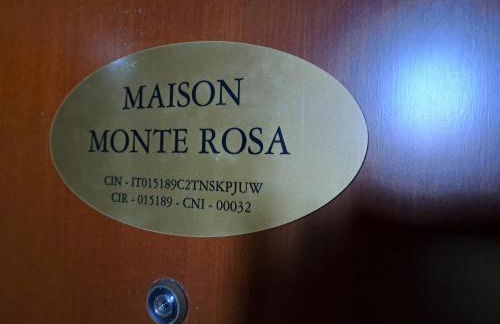 MAISON
MONTE ROSA
CIN - IT015189C2TNSKPJUW
CIR - 015189 - CNI - 00032